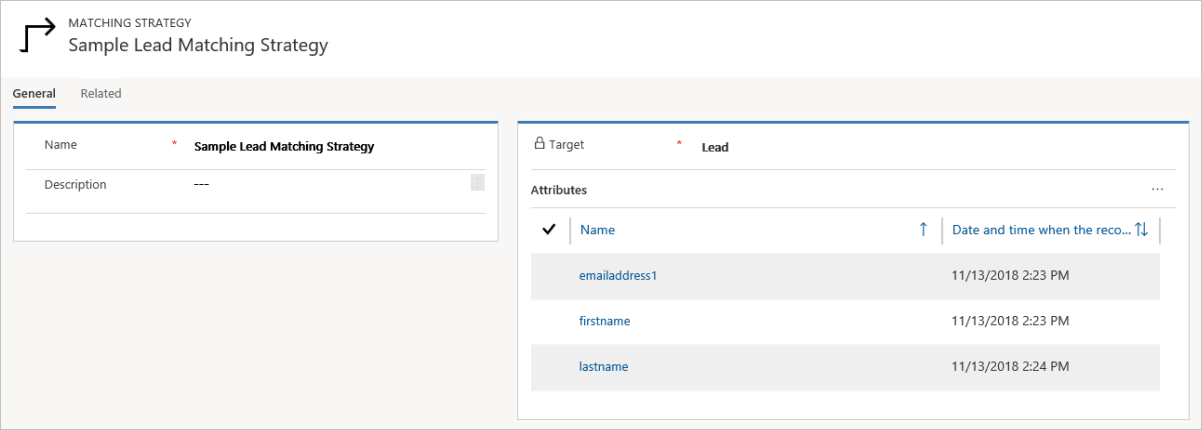 MATCHING STRATEGY
Sample Lead Matching Strategy
General Related
Name * Sample Lead Matching Strategy
Description ---
Target * Lead
Attributes ...
Name Date and time when the reco...
emailaddress1 11/13/2018 2:23 PM
firstname 11/13/2018 2:23 PM
lastname 11/13/2018 2:24 PM